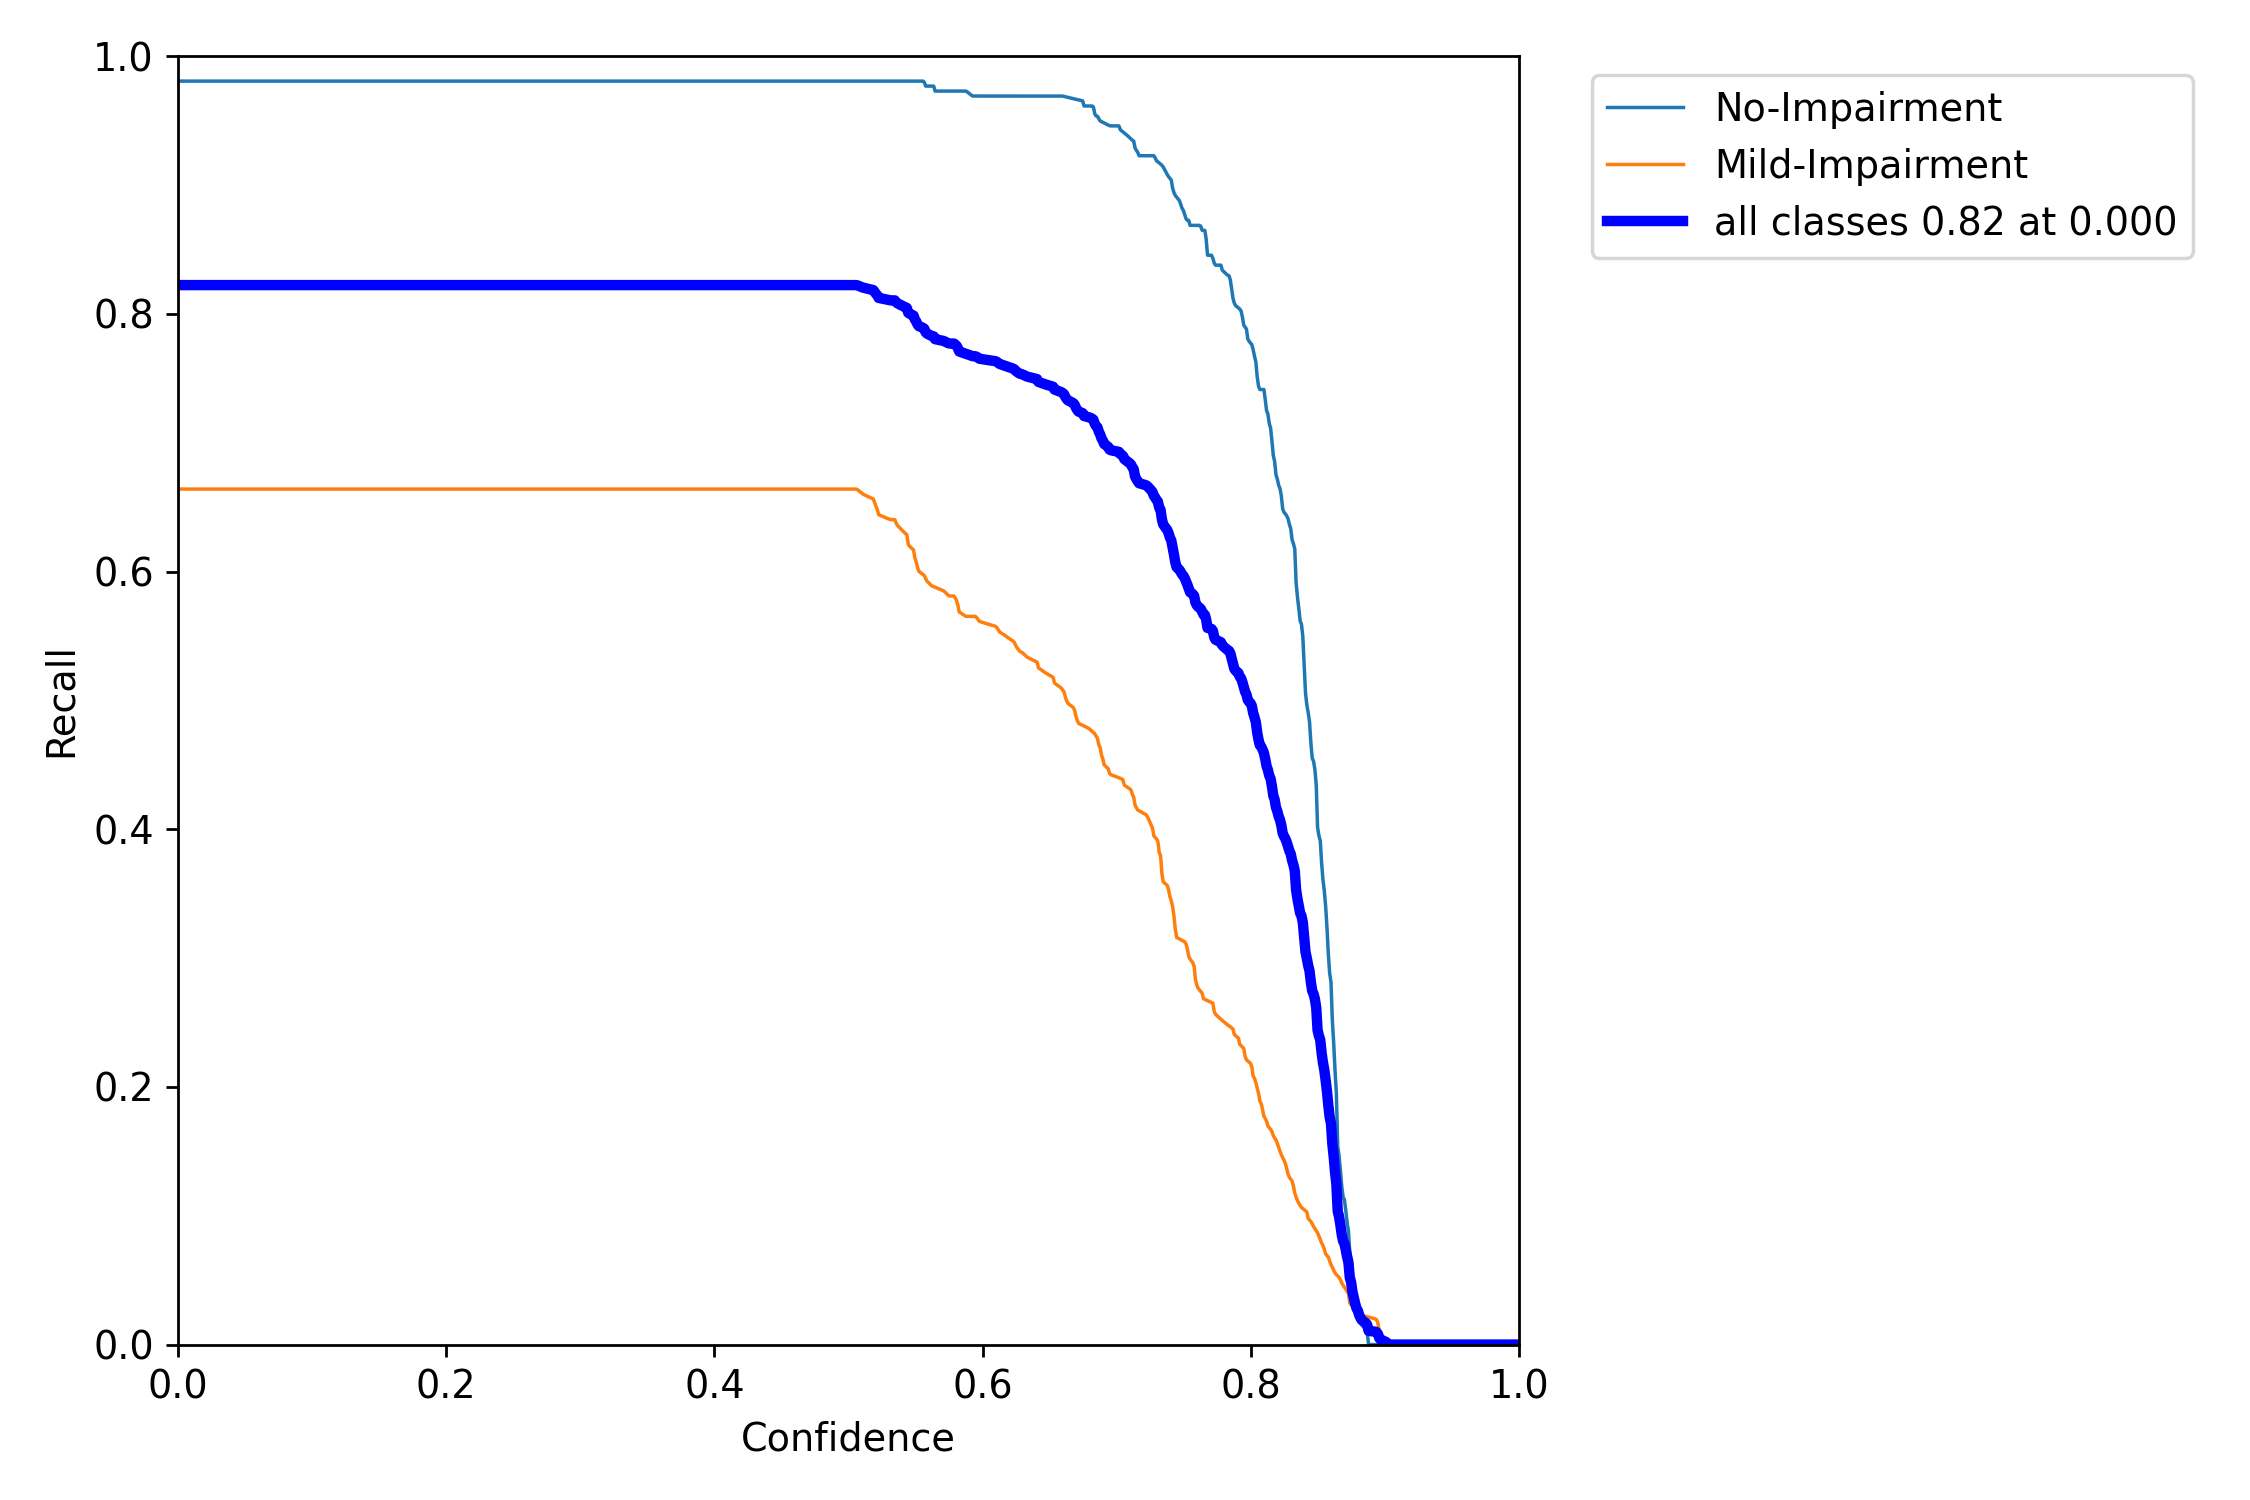 1.0
0.8
0.6
0.4
0.2
0.0
Recall
0.0 0.2 0.4 0.6 0.8 1.0
Confidence
No-Impairment
Mild-Impairment
all classes 0.82 at 0.000